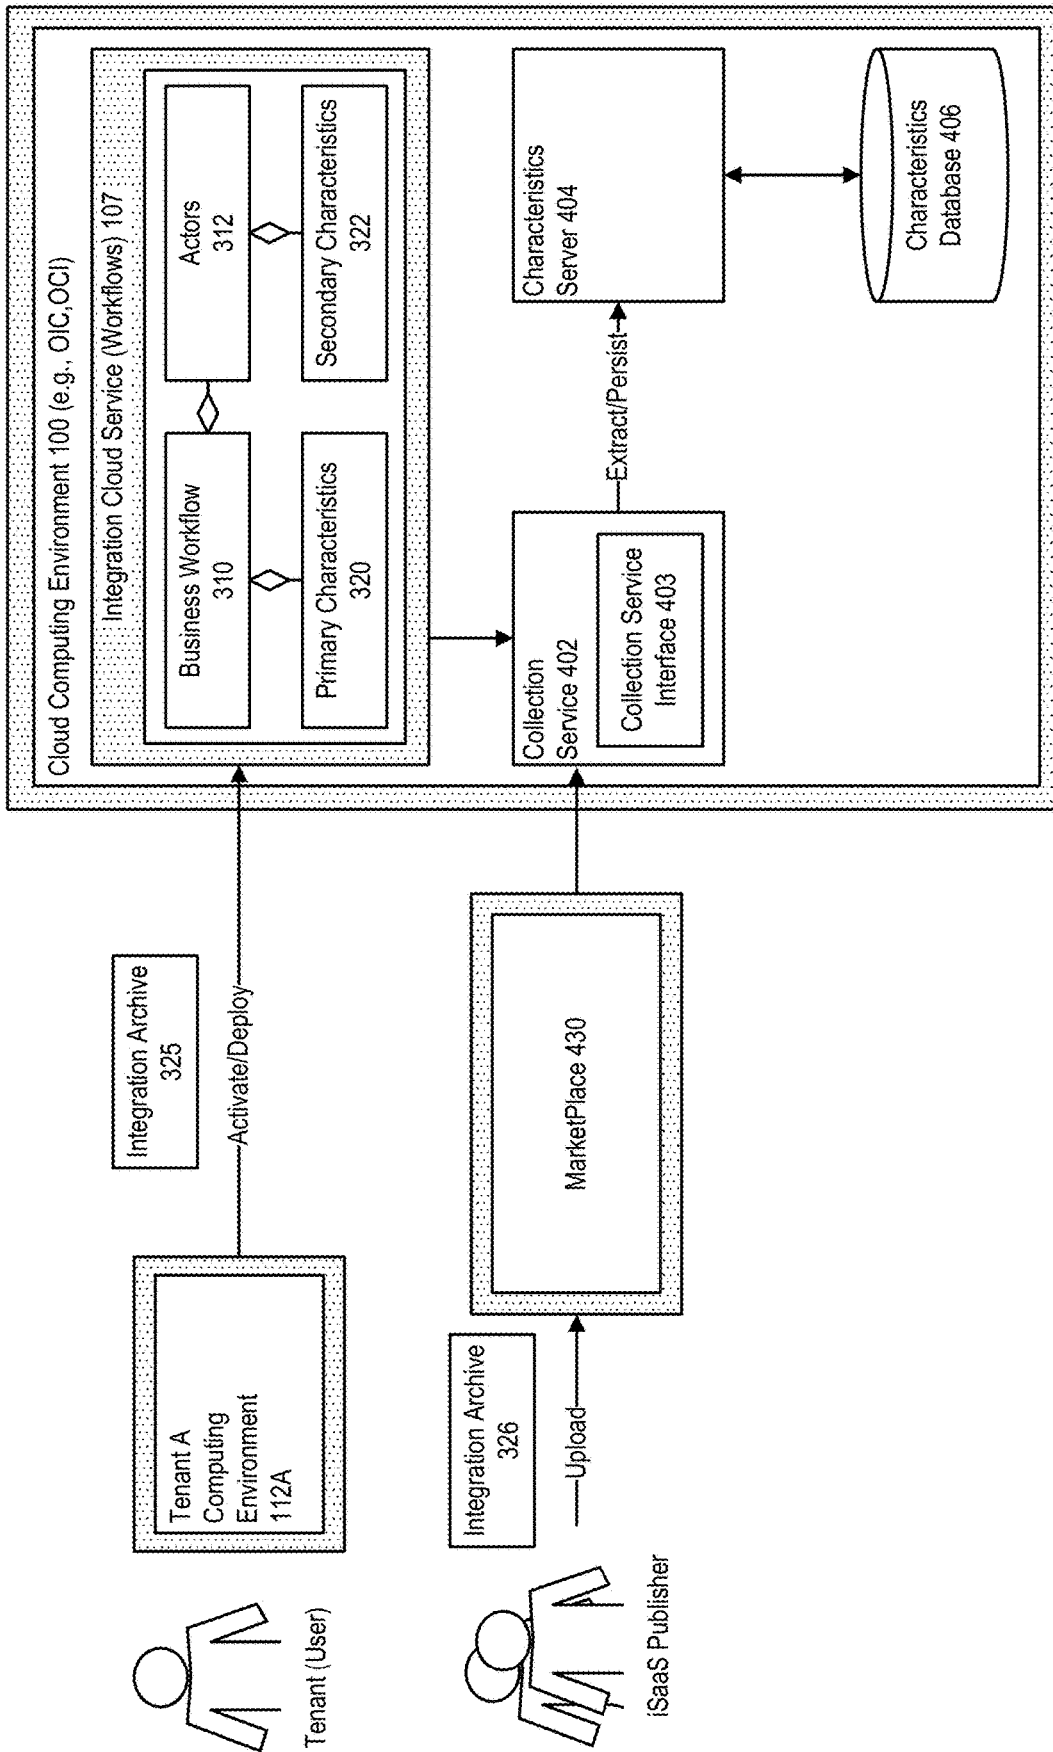 Cloud Computing Environment 100 (e.g., OIC,OCI)
Integration Cloud Service (Workflows) 107
Business Workflow
310
Actors
312
Primary Characteristics
320
Secondary Characteristics
322
Integration Archive
325
Activate/Deploy
Tenant A
Computing
Environment
112A
Tenant (User)
Collection
Service 402
Collection Service
Interface 403
Extract/Persist
Characteristics
Server 404
Characteristics
Database 406
MarketPlace 430
Integration Archive
326
Upload
iSaaS Publisher